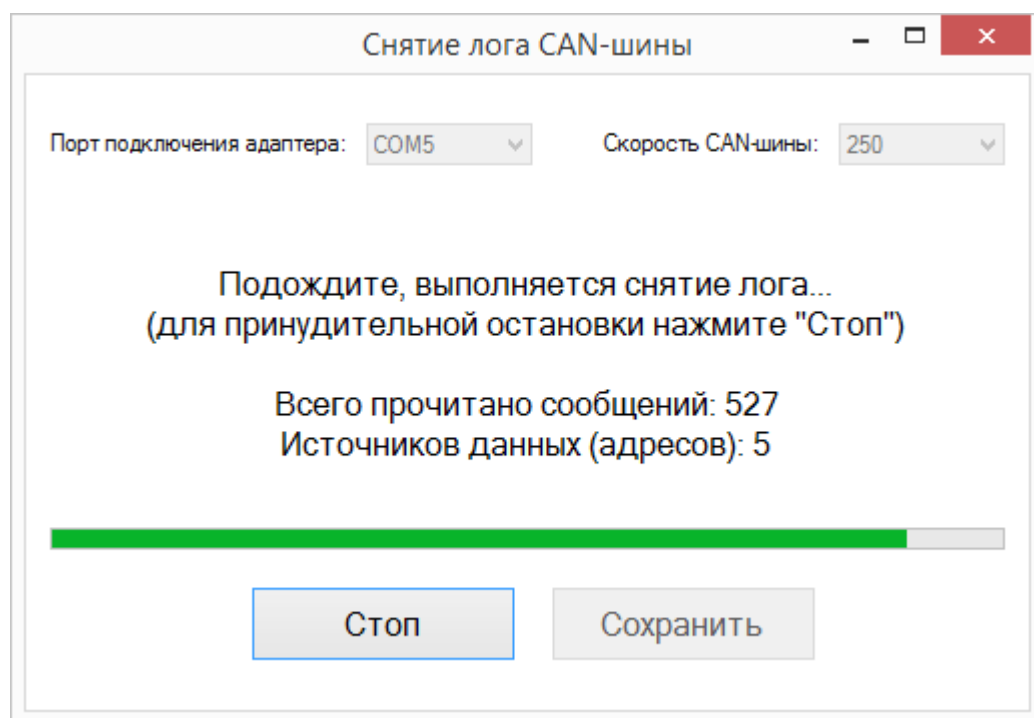 Снятие лога CAN-шины
Порт подключения адаптера: COM5 Скорость CAN-шины: 250
Подождите, выполняется снятие лога...
(для принудительной остановки нажмите "Стоп")
Всего прочитано сообщений: 527
Источников данных (адресов): 5
Стоп Сохранить